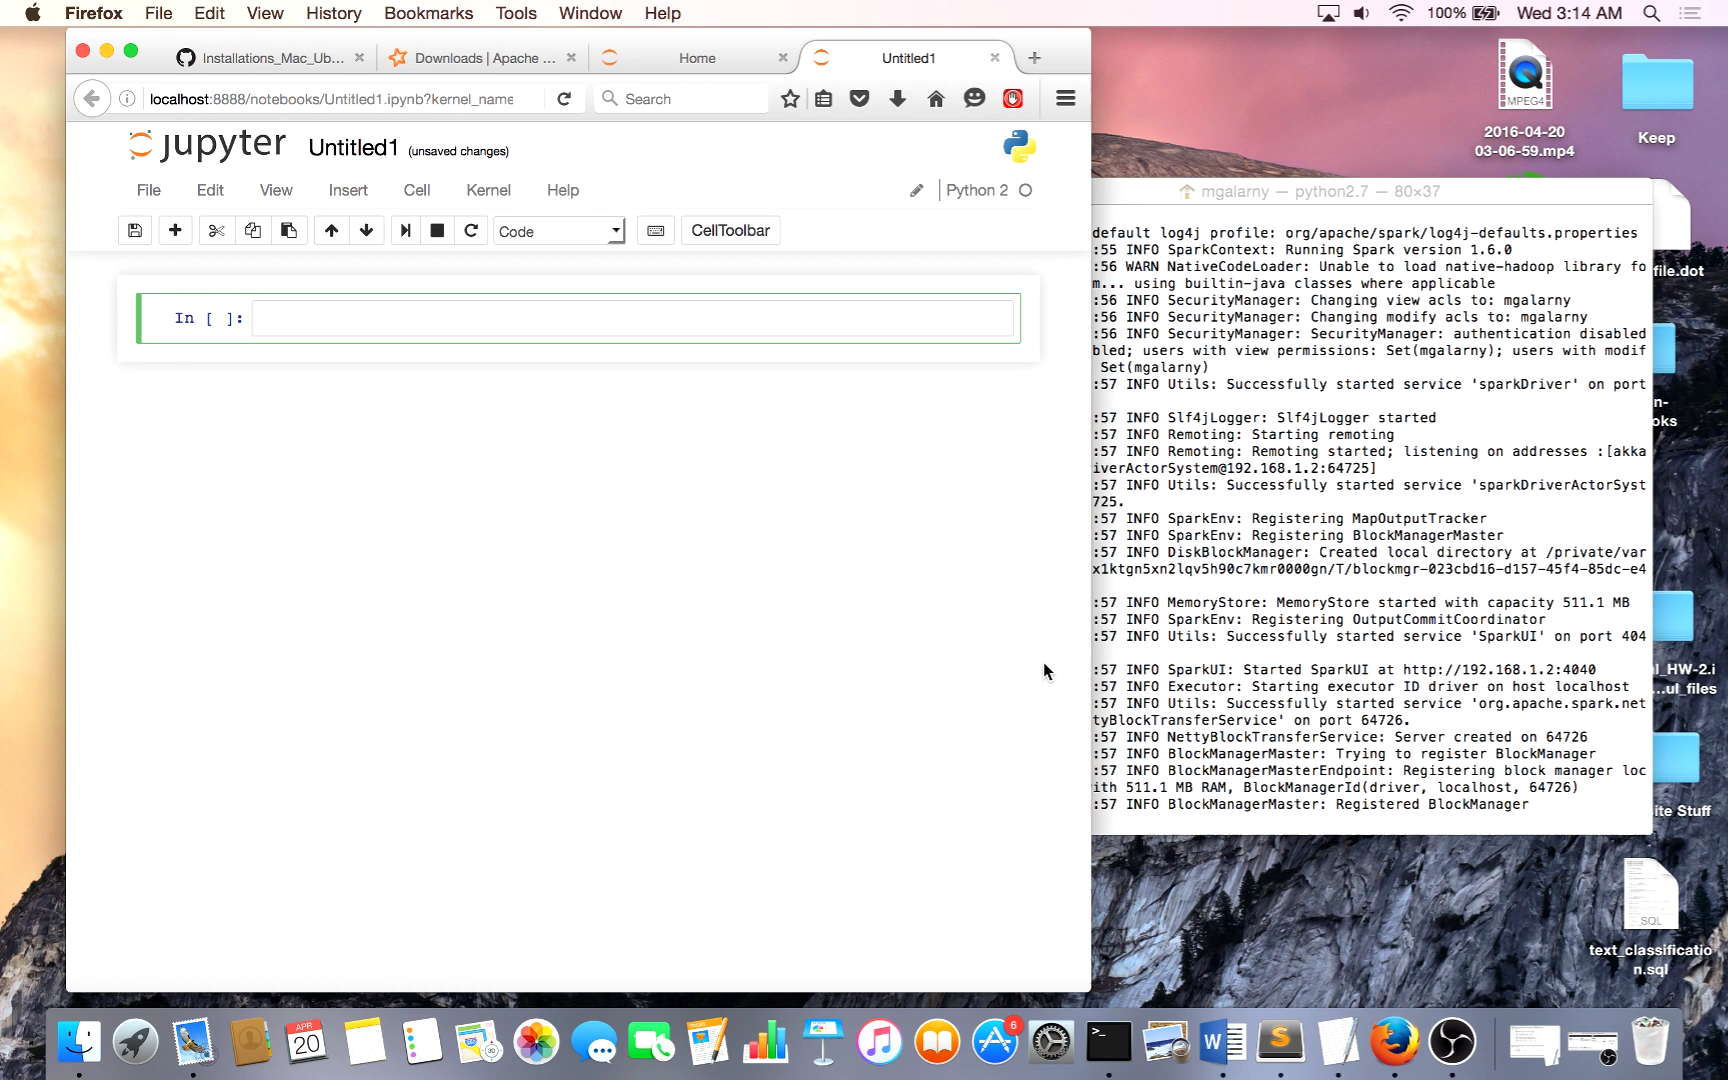 Firefox File Edit View History Bookmarks Tools Window Help 100% Wed 3:14 AM
Installations_Mac_Ub... Downloads | Apache ... Home Untitled1
localhost:8888/notebooks/Untitled1.ipynb?kernel_name Search
jupyter Untitled1 (unsaved changes)
File Edit View Insert Cell Kernel Help Python 2
Code CellToolbar
In [ ]:
MPEG4
2016-04-20
03-06-59.mp4
Keep
mgalarny — python2.7 — 80×37
default log4j profile: org/apache/spark/log4j-defaults.properties
:55 INFO SparkContext: Running Spark version 1.6.0
:56 WARN NativeCodeLoader: Unable to load native-hadoop library fo
m... using builtin-java classes where applicable
:56 INFO SecurityManager: Changing view acls to: mgalarny
:56 INFO SecurityManager: Changing modify acls to: mgalarny
:56 INFO SecurityManager: SecurityManager: authentication disabled
bled; users with view permissions: Set(mgalarny); users with modif
Set(mgalarny)
:57 INFO Utils: Successfully started service 'sparkDriver' on port
:57 INFO Slf4jLogger: Slf4jLogger started
:57 INFO Remoting: Starting remoting
:57 INFO Remoting: Remoting started; listening on addresses :[akka
iverActorSystem@192.168.1.2:64725]
:57 INFO Utils: Successfully started service 'sparkDriverActorSyst
725.
:57 INFO SparkEnv: Registering MapOutputTracker
:57 INFO SparkEnv: Registering BlockManagerMaster
:57 INFO DiskBlockManager: Created local directory at /private/var
x1ktgn5xn2lqv5h90c7kmr0000gn/T/blockmgr-023cbd16-d157-45f4-85dc-e4
:57 INFO MemoryStore: MemoryStore started with capacity 511.1 MB
:57 INFO SparkEnv: Registering OutputCommitCoordinator
:57 INFO Utils: Successfully started service 'SparkUI' on port 404
:57 INFO SparkUI: Started SparkUI at http://192.168.1.2:4040
:57 INFO Executor: Starting executor ID driver on host localhost
:57 INFO Utils: Successfully started service 'org.apache.spark.net
tyBlockTransferService' on port 64726.
:57 INFO NettyBlockTransferService: Server created on 64726
:57 INFO BlockManagerMaster: Trying to register BlockManager
:57 INFO BlockManagerMasterEndpoint: Registering block manager loc
ith 511.1 MB RAM, BlockManagerId(driver, localhost, 64726)
:57 INFO BlockManagerMaster: Registered BlockManager
file.dot
n-
oks
l_HW-2.i
...ul_files
ite Stuff
SQL
text_classificatio
n.sql
APR
20
6